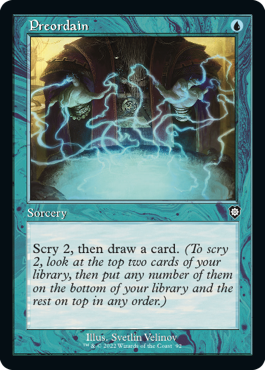 Preordain
Sorcery
Scry 2, then draw a card. (To scry
2, look at the top two cards of your
library, then put any number of them
on the bottom of your library and the
rest on top in any order.)
Illus. Svetlin Velinov
™ & © 2022 Wizards of the Coast 92